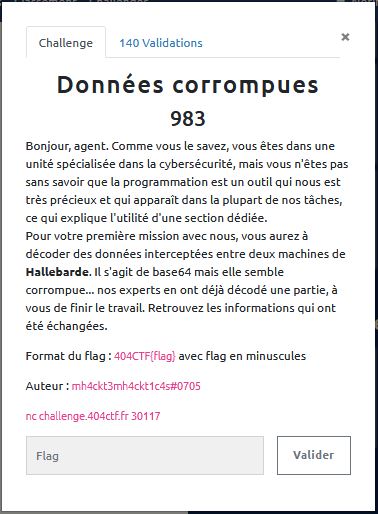 Challenge
140 Validations
×
Données corrompues
983
Bonjour, agent. Comme vous le savez, vous êtes dans une
unité spécialisée dans la cybersécurité, mais vous n'êtes pas
sans savoir que la programmation est un outil qui nous est
très précieux et qui apparaît dans la plupart de nos tâches,
ce qui explique l'utilité d'une section dédiée.
Pour votre première mission avec nous, vous aurez à
décoder des données interceptées entre deux machines de
Hallebarde. Il s'agit de base64 mais elle semble
corrompue... nos experts en ont déjà décodé une partie, à
vous de finir le travail. Retrouvez les informations qui ont
été échangées.
Format du flag : 404CTF{flag} avec flag en minuscules
Auteur : mh4ckt3mh4ckt1c4s#0705
nc challenge.404ctf.fr 30117
Flag
Valider